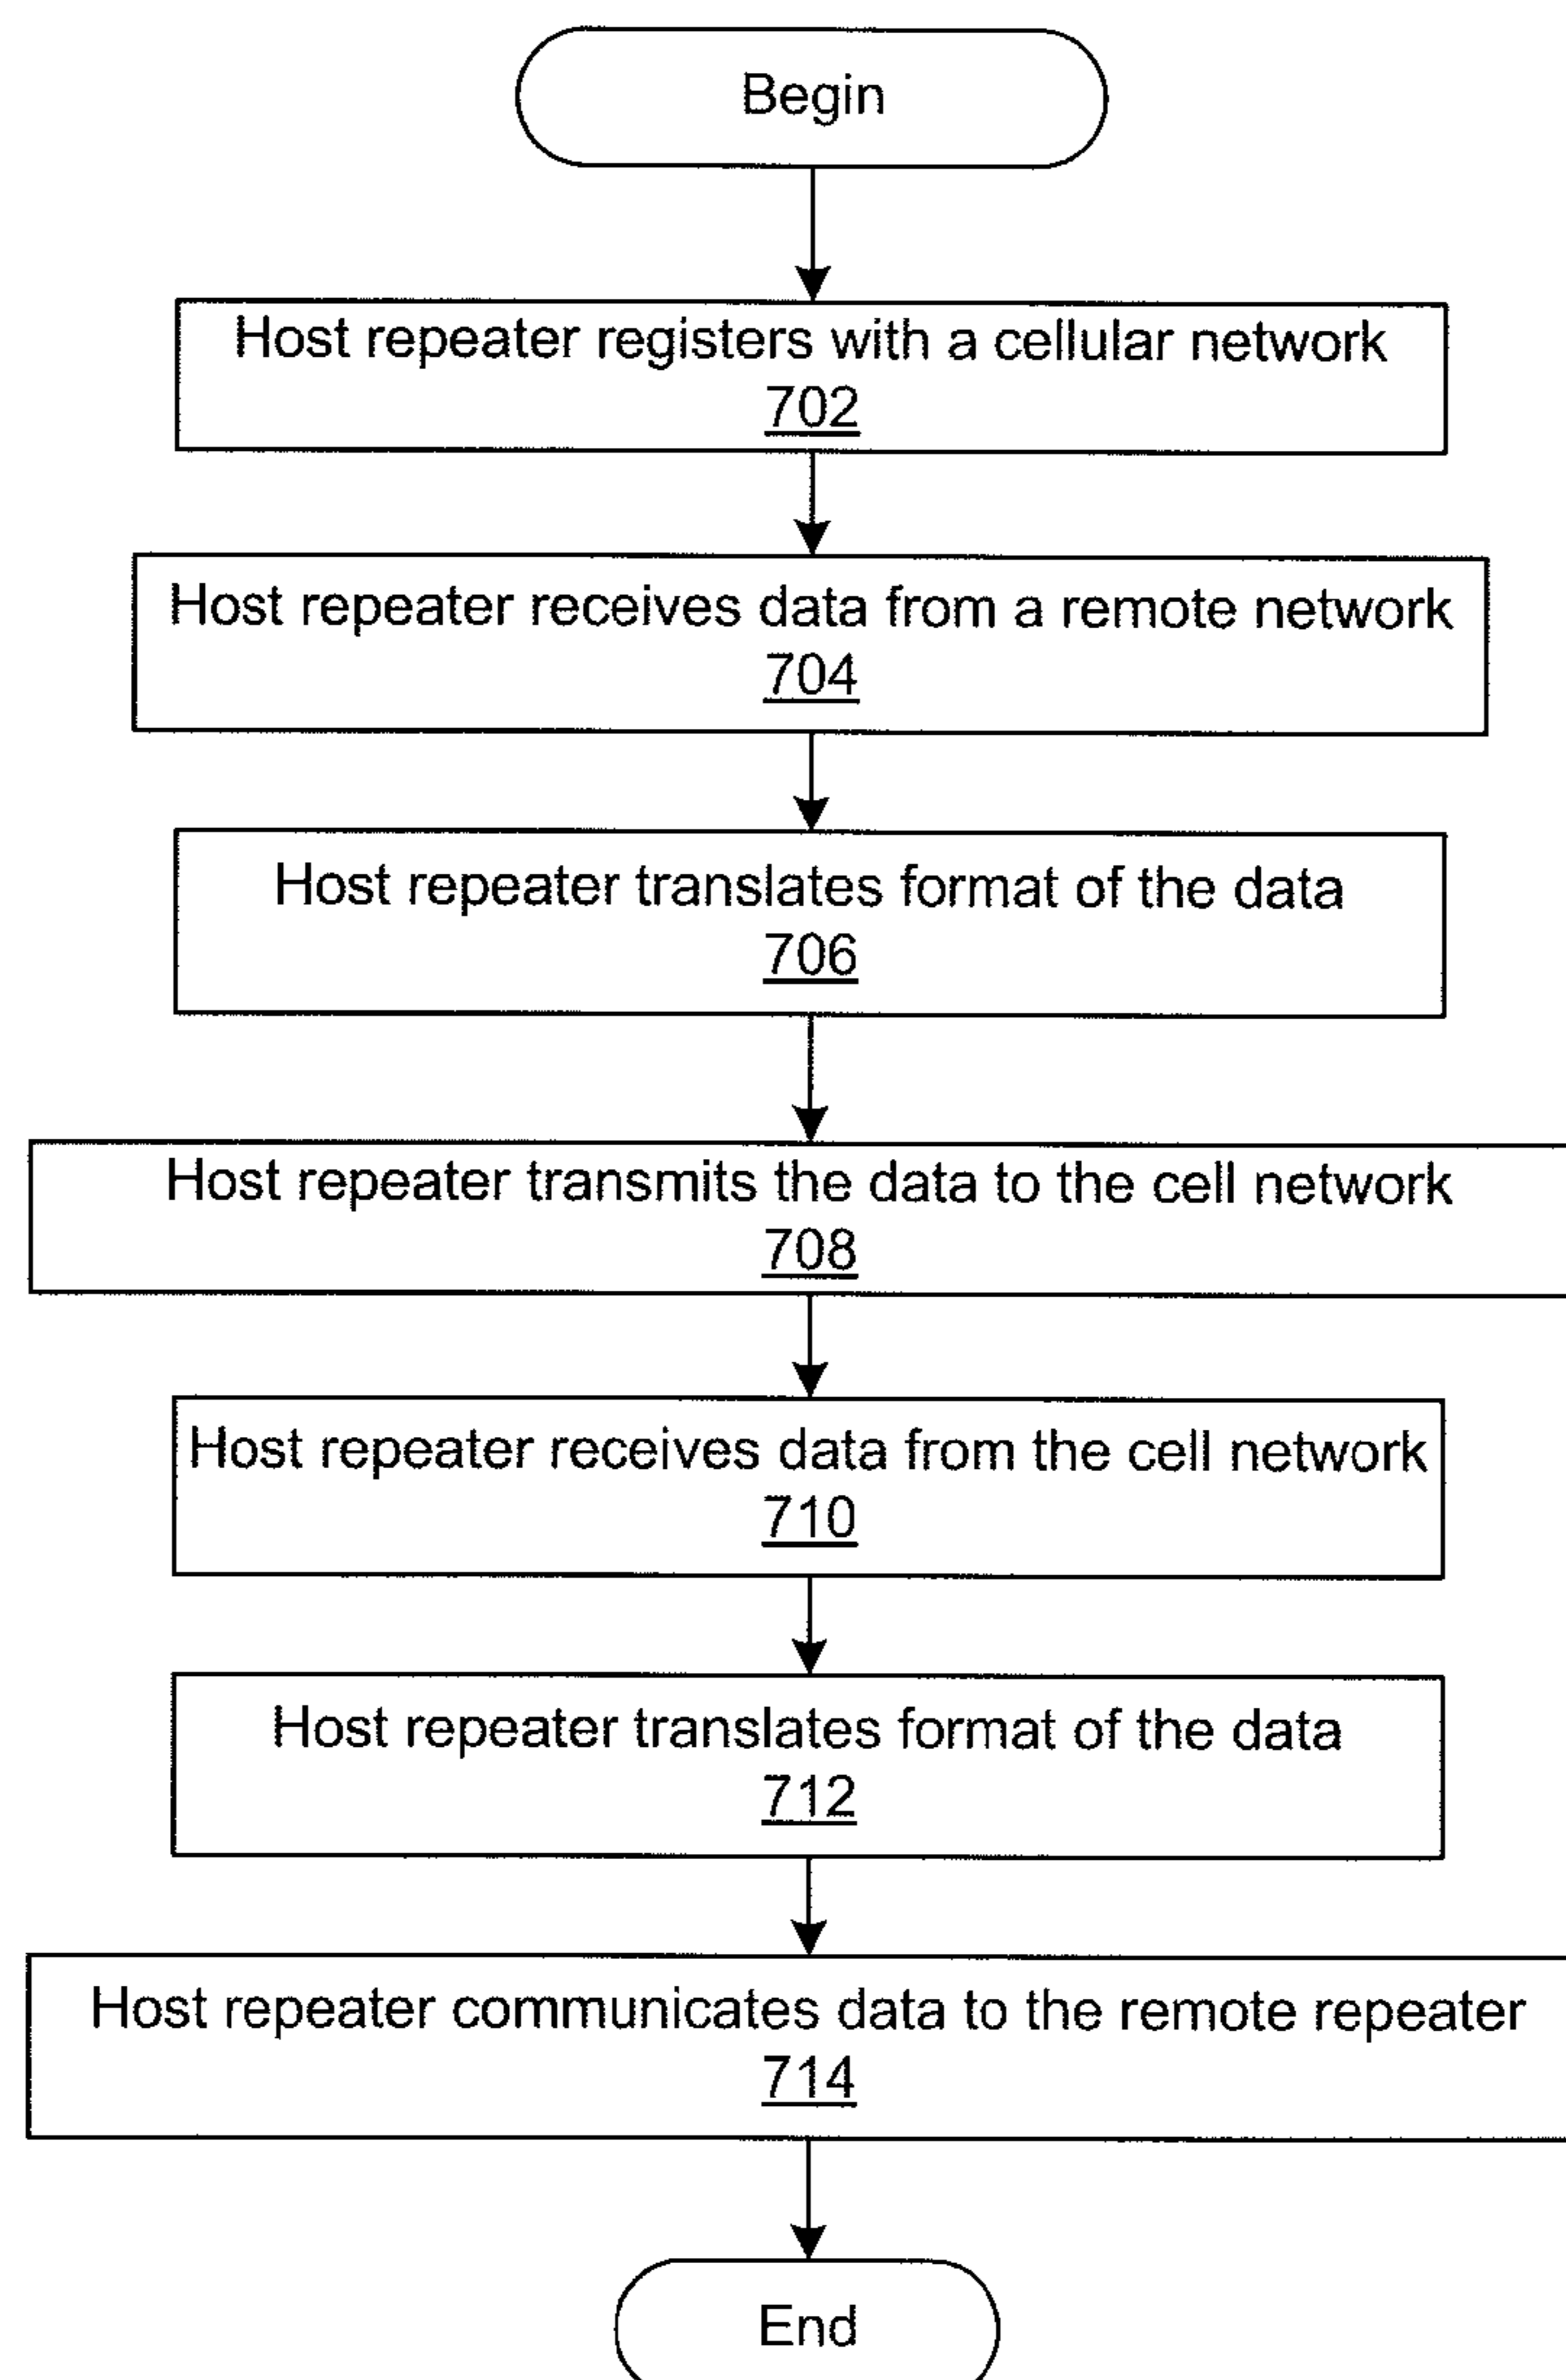 Begin
Host repeater registers with a cellular network
702
Host repeater receives data from a remote network
704
Host repeater translates format of the data
706
Host repeater transmits the data to the cell network
708
Host repeater receives data from the cell network
710
Host repeater translates format of the data
712
Host repeater communicates data to the remote repeater
714
End